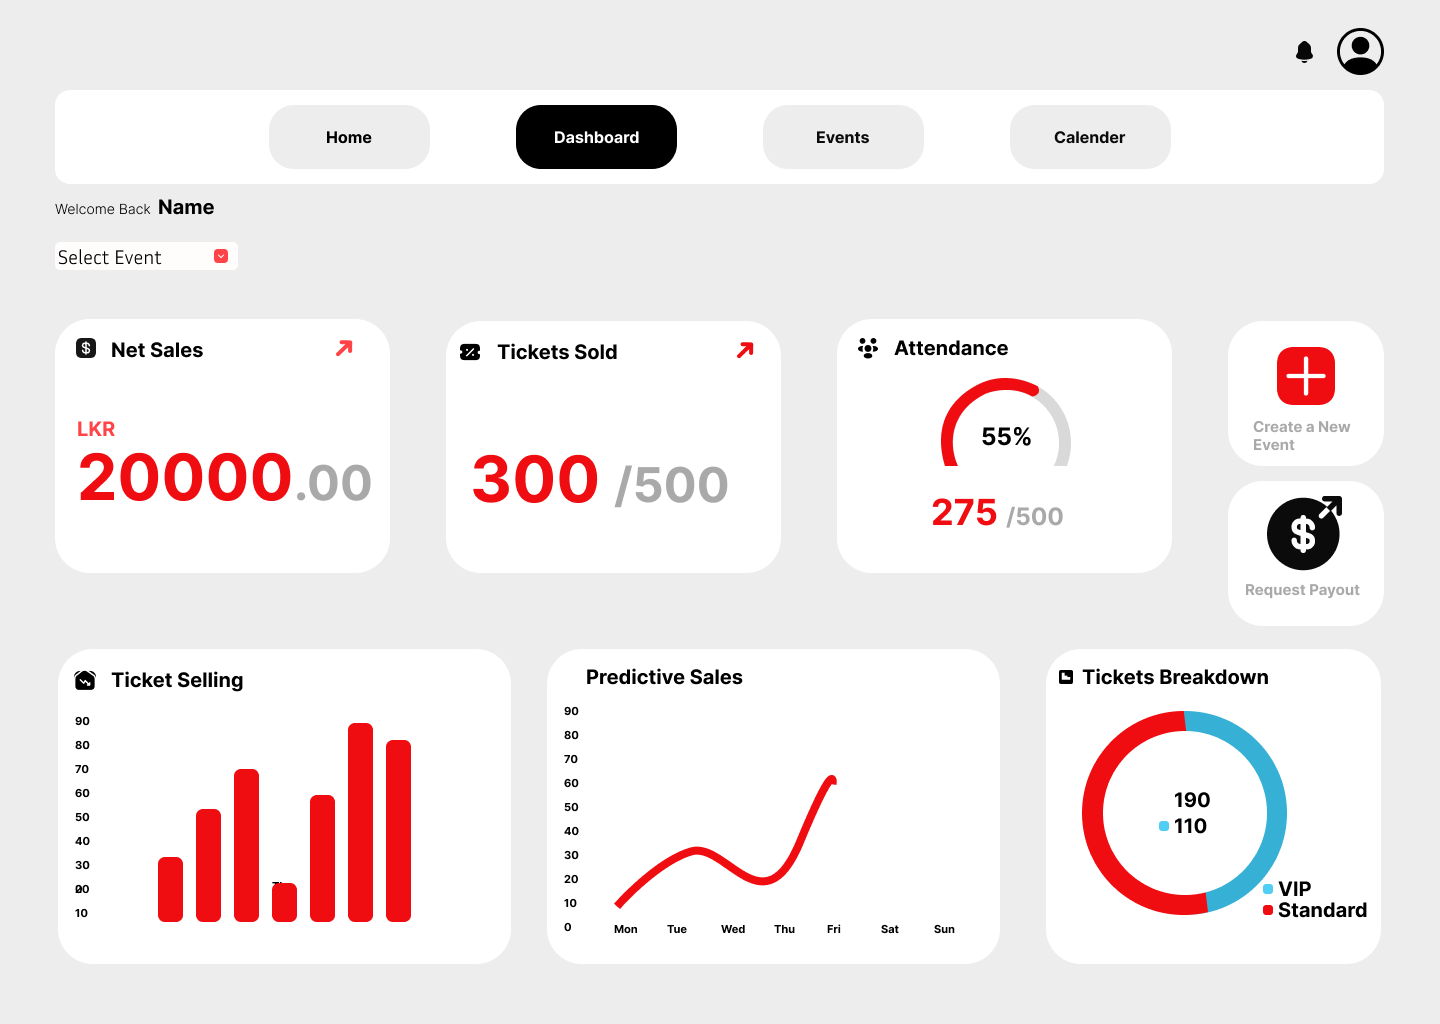 Home Dashboard Events Calender
Welcome Back Name
Select Event
Net Sales
LKR
20000.00
Tickets Sold
300 /500
Attendance
55%
275 /500
Create a New
Event
Request Payout
Ticket Selling
90
80
70
60
50
40
30
20
10
Predictive Sales
90
80
70
60
50
40
30
20
10
0
Mon Tue Wed Thu Fri Sat Sun
Tickets Breakdown
190
110
VIP
Standard